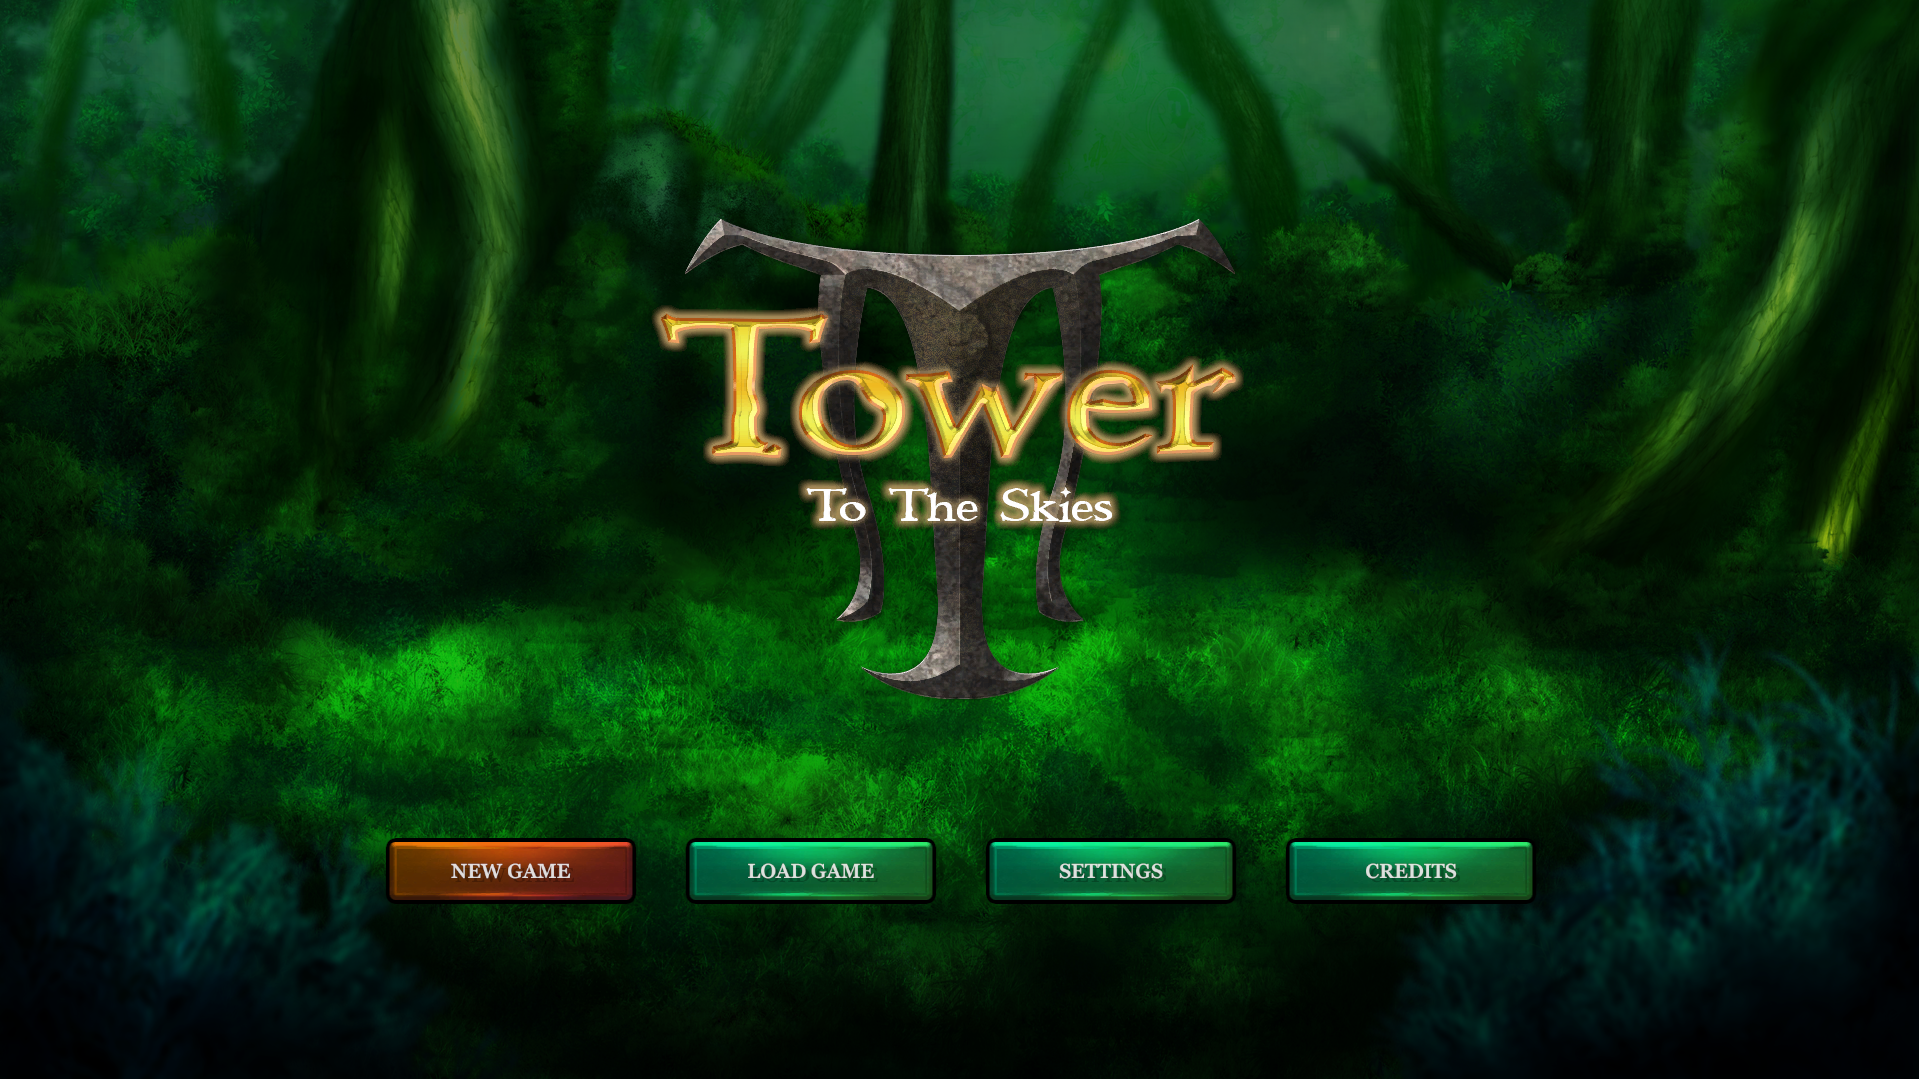 Tower
To The Skies
NEW GAME
LOAD GAME
SETTINGS
CREDITS